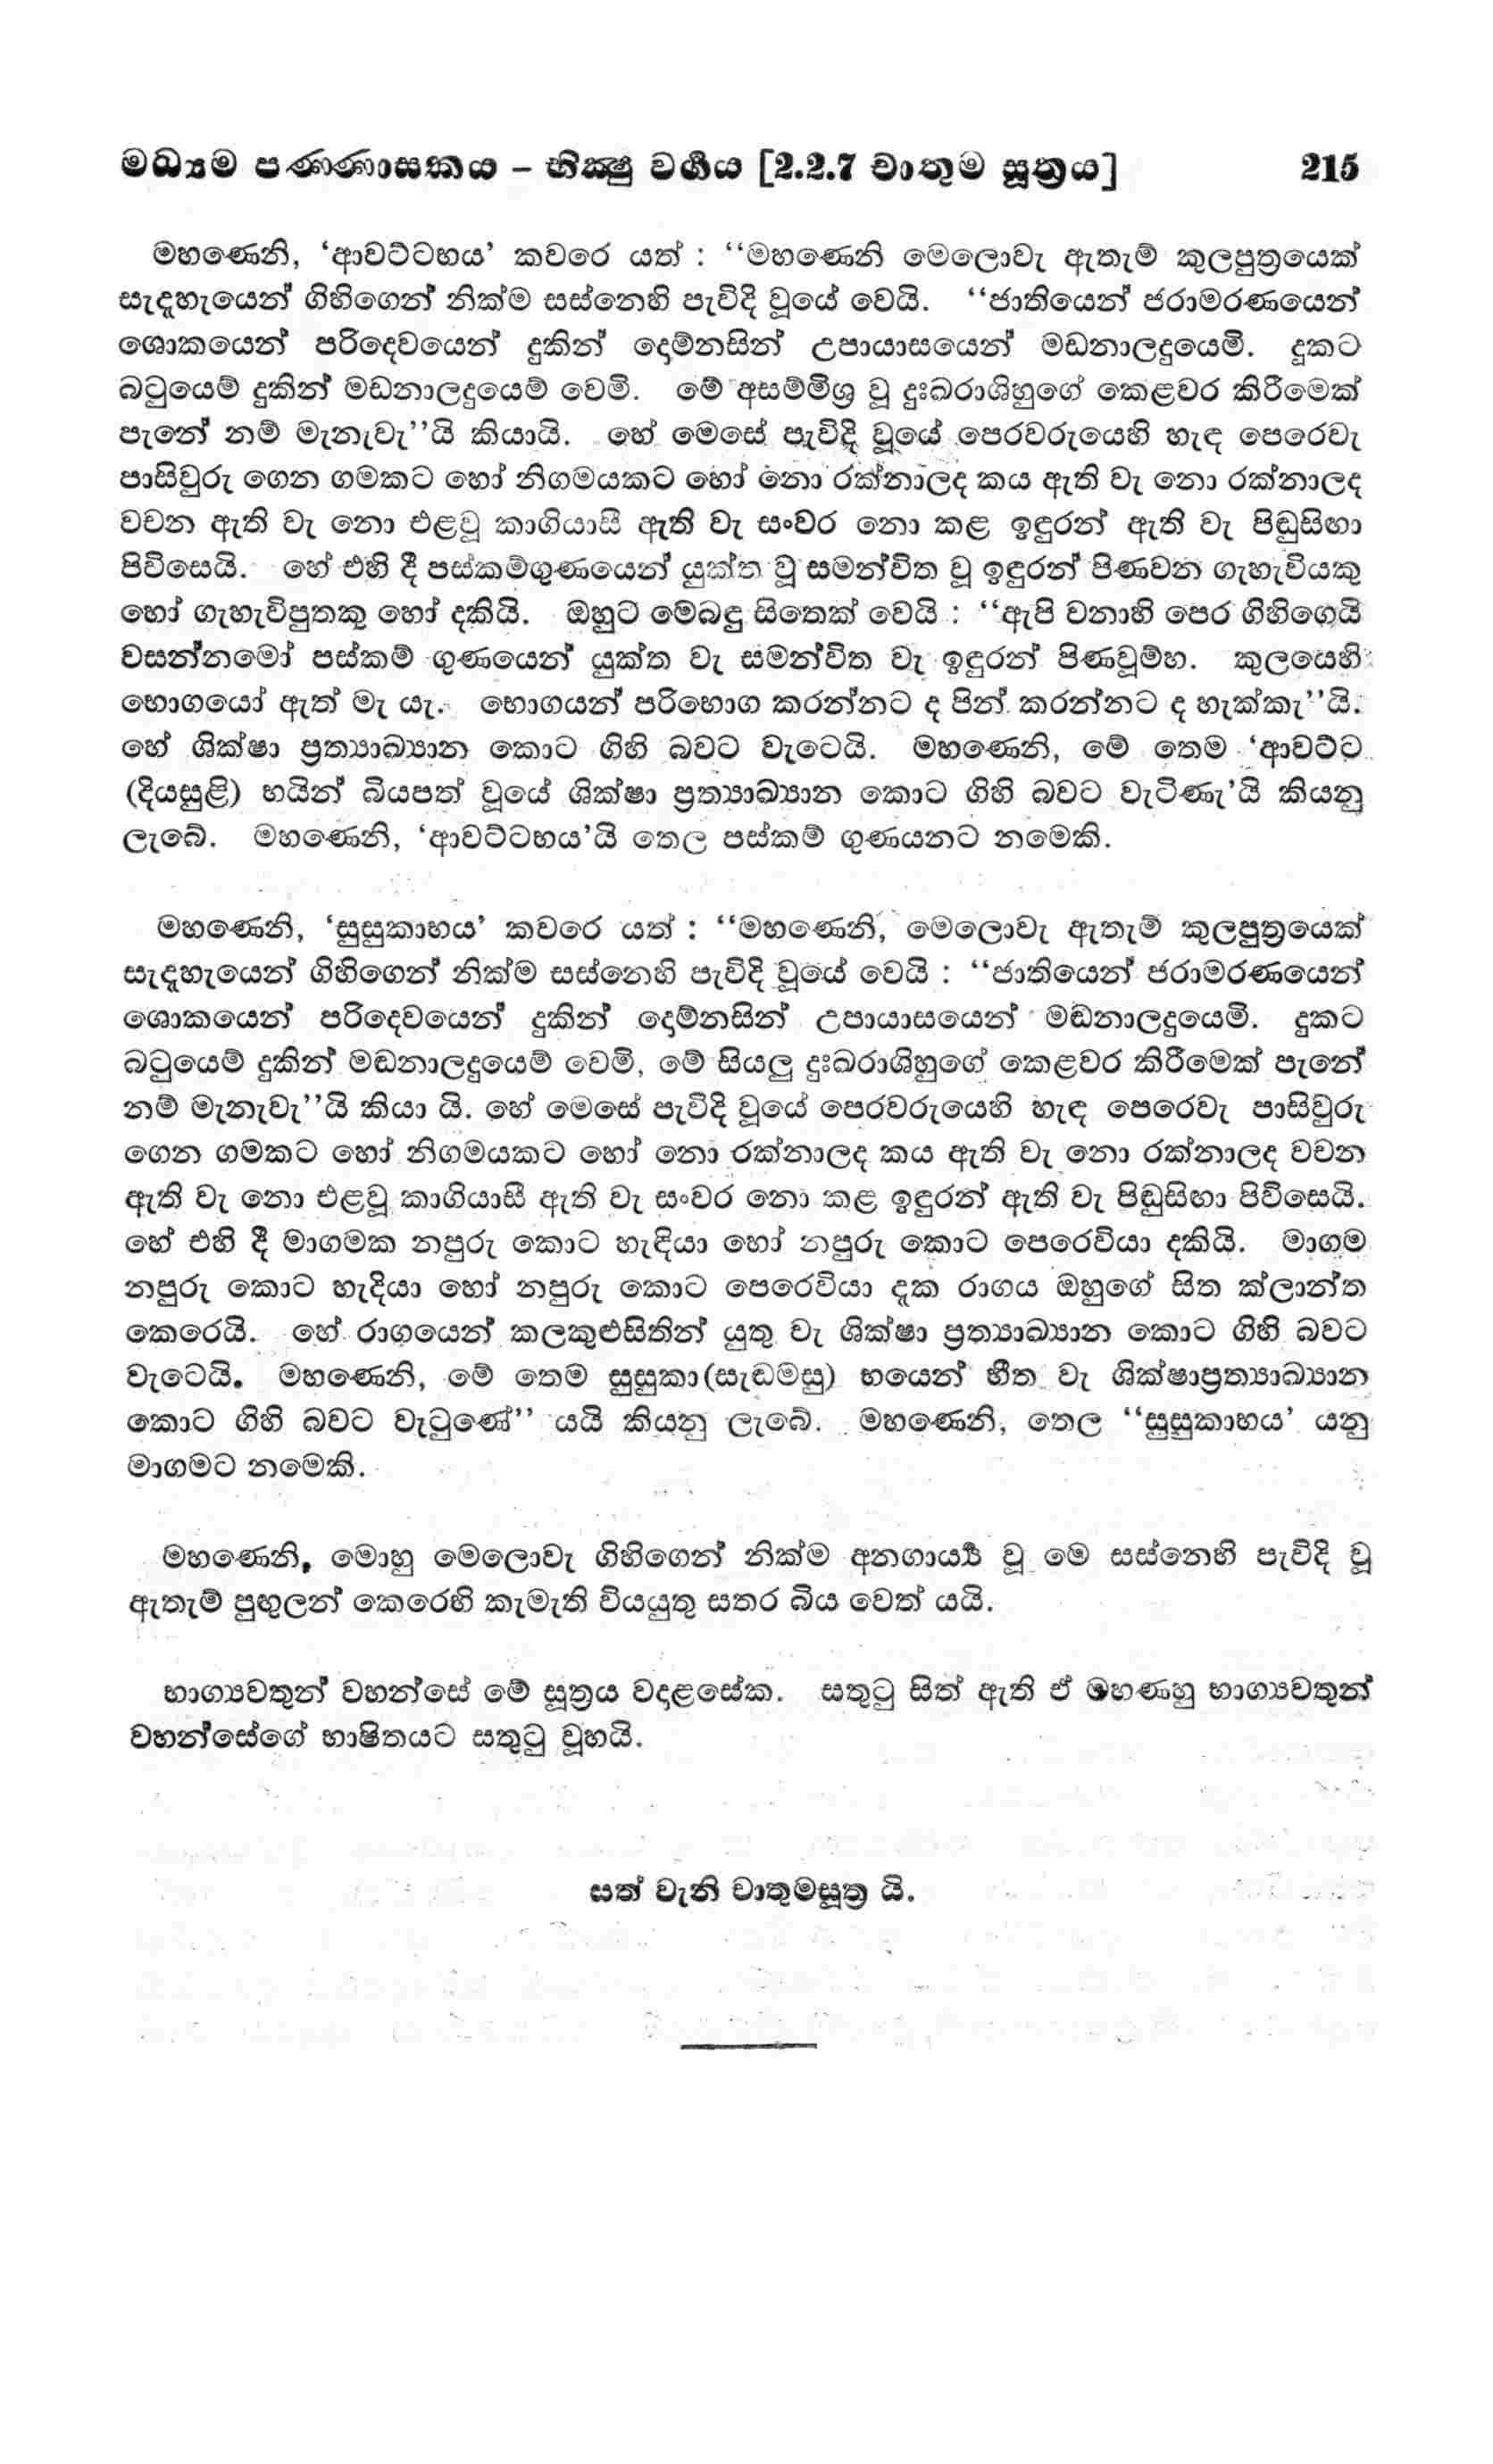 මධ්‍යම පණ්ණාසකය – භික්ෂු වර්ගය [2.2.7 චාතුම සූත්‍රය] 215
මහණෙනි, ‘ආවට්ටභය’ කවරෙ යත් : “මහණෙනි මෙලොවැ ඇතැම් කුලපුත්‍රයෙක්
සැදෑහැයෙන් ගිහිගෙන් නික්ම සස්නෙහි පැවිදි වූයේ වෙයි. “ජාතියෙන් ජරාමරණයෙන්
ශොකයෙන් පරිදෙවයෙන් දුකින් දොම්නසින් උපායාසයෙන් මඩනාලදුයෙමි. දුකට
බටුයෙම් දුකින් මඩනාලදුයෙම් වෙමි. මේ අසම්මිශ්‍ර වූ දුඃඛරාශිහුගේ කෙළවර කිරීමෙක්
පැනේ නම් මැනැවැ”යි කියායි. හේ මෙසේ පැවිදි වූයේ පෙරවරුයෙහි හැඳ පෙරෙවැ
පාසිවුරු ගෙන ගමකට හෝ නිගමයකට හෝ නො රක්නාලද කය ඇති වැ නො රක්නාලද
වචන ඇති වැ නො එළවූ කාගියාසී ඇති වැ සංවර නො කළ ඉඳුරන් ඇති වැ පිඬුසිඟා
පිවිසෙයි. හේ එහි දී පස්කම්ගුණයෙන් යුක්ත වූ සමන්විත වූ ඉඳුරන් පිණවන ගැහැවියකු
හෝ ගැහැවිපුතකු හෝ දකියි. ඔහුට මෙබඳු සිතෙක් වෙයි : “ඇපි වනාහි පෙර ගිහිගෙයි
වසන්නමෝ පස්කම් ගුණයෙන් යුක්ත වැ සමන්විත වැ ඉඳුරන් පිණවූම්හ. කුලයෙහි
භොගයෝ ඇත් මැ යැ. භොගයන් පරිභොග කරන්නට ද පින් කරන්නට ද හැක්කැ”යි.
හේ ශික්ෂා ප්‍රත්‍යාඛ්‍යාන කොට ගිහි බවට වැටෙයි. මහණෙනි, මේ තෙම ‘ආවට්ට
(දියසුළි) භයින් බියපත් වූයේ ශික්ෂා ප්‍රත්‍යාඛ්‍යාන කොට ගිහි බවට වැටිණැ’යි කියනු
ලැබේ. මහණෙනි, ‘ආවට්ටභය’යි තෙල පස්කම් ගුණයනට නමෙකි.
මහණෙනි, ‘සුසුකාභය’ කවරෙ යත් : “මහණෙනි, මෙලොවැ ඇතැම් කුලපුත්‍රයෙක්
සැදෑහැයෙන් ගිහිගෙන් නික්ම සස්නෙහි පැවිදි වූයේ වෙයි : “ජාතියෙන් ජරාමරණයෙන්
ශොකයෙන් පරිදෙවයෙන් දුකින් දොම්නසින් උපායාසයෙන් මඩනාලදුයෙමි. දුකට
බටුයෙම් දුකින් මඩනාලදුයෙම් වෙමි, මේ සියලු දුඃඛරාශිහුගේ කෙළවර කිරීමෙක් පැනේ
නම් මැනැවැ”යි කියා යි. හේ මෙසේ පැවිදි වූයේ පෙරවරුයෙහි හැඳ පෙරෙවැ පාසිවුරු
ගෙන ගමකට හෝ නිගමයකට හෝ නො රක්නාලද කය ඇති වැ නො රක්නාලද වචන
ඇති වැ නො එළවූ කාගියාසී ඇති වැ සංවර නො කළ ඉඳුරන් ඇති වැ පිඬුසිඟා පිවිසෙයි.
හේ එහි දී මාගමක නපුරු කොට හැඳියා හෝ නපුරු කොට පෙරෙවියා දකියි. මාගම
නපුරු කොට හැදියා හෝ නපුරු කොට පෙරෙවියා දැක රාගය ඔහුගේ සිත ක්ලාන්ත
කෙරෙයි. හේ රාගයෙන් කලකුළුසිතින් යුතු වැ ශික්ෂා ප්‍රත්‍යාඛ්‍යාන කොට ගිහි බවට
වැටෙයි. මහණෙනි, මේ තෙම සුසුකා(සැඬමසු) භයෙන් භීත වැ ශික්ෂාප්‍රත්‍යාඛ්‍යාන
කොට ගිහි බවට වැටුණේ” යයි කියනු ලැබේ. මහණෙනි, තෙල “සුසුකාභය’ යනු
මාගමට නමෙකි.
මහණෙනි, මොහු මෙලොවැ ගිහිගෙන් නික්ම අනගාර්‍ය්‍ය වූ මෙ සස්නෙහි පැවිදි වූ
ඇතැම් පුඟුලන් කෙරෙහි කැමැති වියයුතු සතර බිය වෙත් යයි.
භාග්‍යවතුන් වහන්සේ මේ සූත්‍රය වදාළසේක. සතුටු සිත් ඇති ඒ මහණහු භාග්‍යවතුන්
වහන්සේගේ භාෂිතයට සතුටු වූහයි.
සත් වැනි චාතුමසූත්‍ර යි.